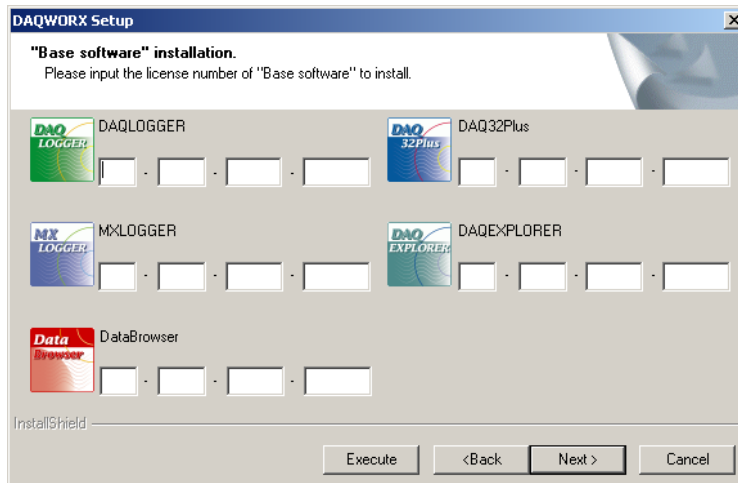 DAQWORX Setup
"Base software" installation.
Please input the license number of "Base software" to install.
DAQ
LOGGER
DAQLOGGER
DAQ
32Plus
DAQ32Plus
MX
LOGGER
MXLOGGER
DAQ
EXPLORER
DAQEXPLORER
Data
Browser
DataBrowser
InstallShield
Execute
<Back
Next >
Cancel